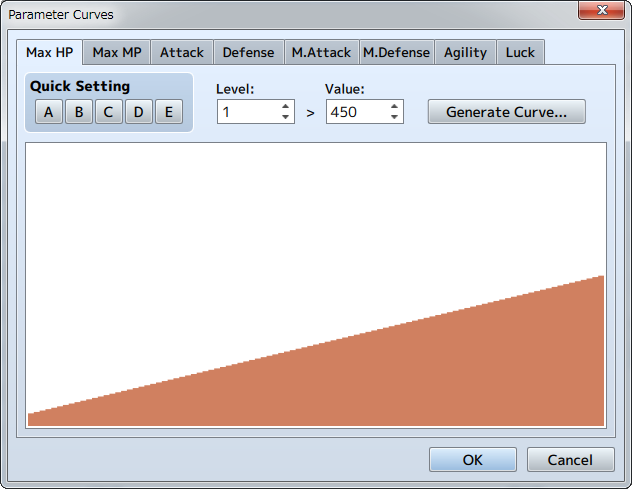 Parameter Curves
Max HP Max MP Attack Defense M.Attack M.Defense Agility Luck
Quick Setting
A B C D E
Level: Value:
1 > 450
Generate Curve...
OK Cancel